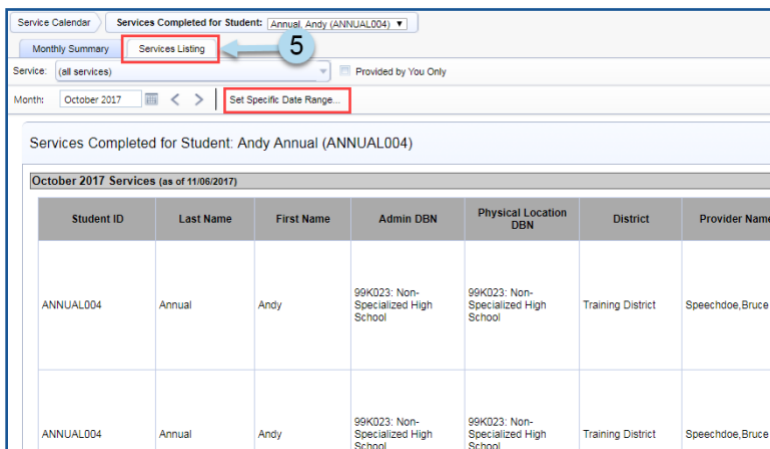 Service Calendar Services Completed for Student: Annual, Andy (ANNUAL004)
Monthly Summary Services Listing 5
Service: (all services) Provided by You Only
Month: October 2017 Set Specific Date Range...
Services Completed for Student: Andy Annual (ANNUAL004)
October 2017 Services (as of 11/06/2017)
Student ID Last Name First Name Admin DBN Physical Location DBN District Provider Name
ANNUAL004 Annual Andy 99K023: Non-Specialized High School 99K023: Non-Specialized High School Training District Speechdoe,Bruce
ANNUAL004 Annual Andy 99K023: Non-Specialized High School 99K023: Non-Specialized High School Training District Speechdoe,Bruce